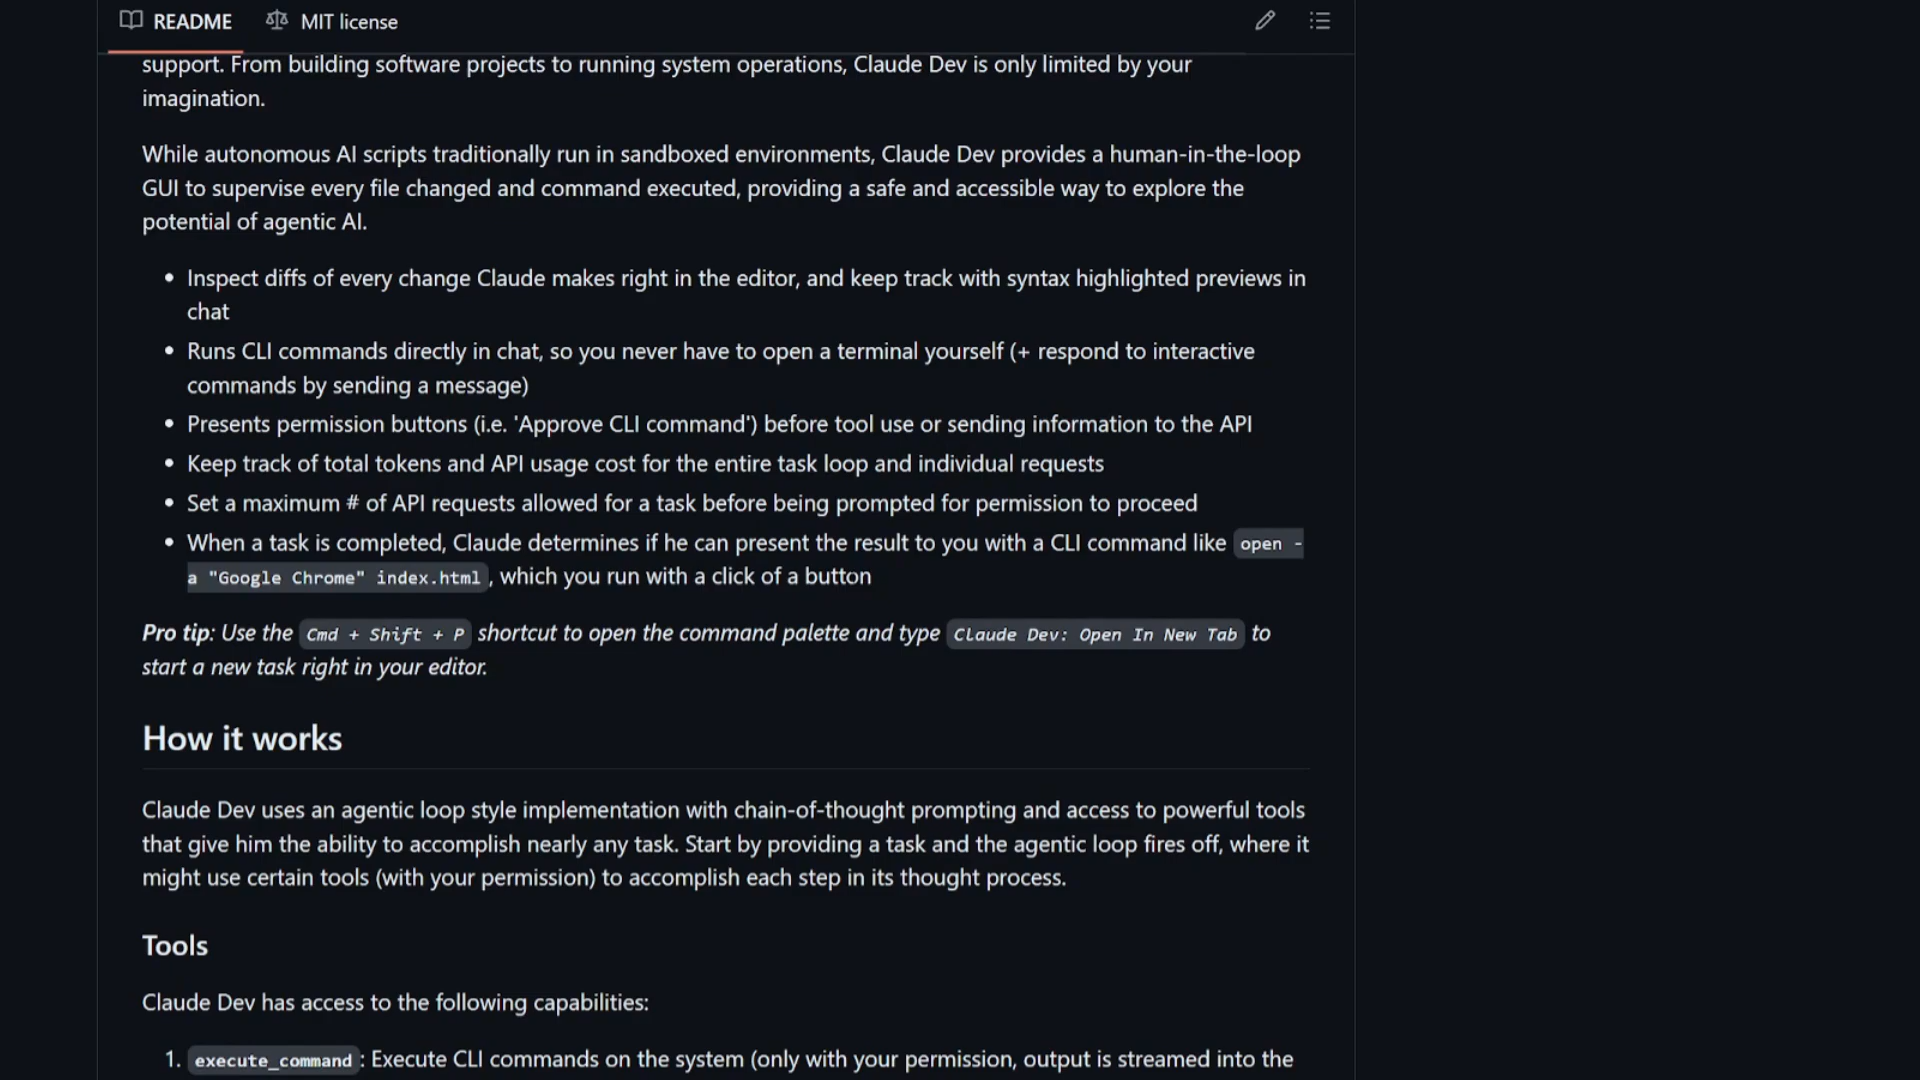 README
MIT license
support. From building software projects to running system operations, Claude Dev is only limited by your
imagination.
While autonomous AI scripts traditionally run in sandboxed environments, Claude Dev provides a human-in-the-loop
GUI to supervise every file changed and command executed, providing a safe and accessible way to explore the
potential of agentic AI.
• Inspect diffs of every change Claude makes right in the editor, and keep track with syntax highlighted previews in
chat
• Runs CLI commands directly in chat, so you never have to open a terminal yourself (+ respond to interactive
commands by sending a message)
• Presents permission buttons (i.e. 'Approve CLI command') before tool use or sending information to the API
• Keep track of total tokens and API usage cost for the entire task loop and individual requests
• Set a maximum # of API requests allowed for a task before being prompted for permission to proceed
• When a task is completed, Claude determines if he can present the result to you with a CLI command like open -
a "Google Chrome" index.html, which you run with a click of a button
Pro tip: Use the Cmd + Shift + P shortcut to open the command palette and type Claude Dev: Open In New Tab to
start a new task right in your editor.
How it works
Claude Dev uses an agentic loop style implementation with chain-of-thought prompting and access to powerful tools
that give him the ability to accomplish nearly any task. Start by providing a task and the agentic loop fires off, where it
might use certain tools (with your permission) to accomplish each step in its thought process.
Tools
Claude Dev has access to the following capabilities:
1. execute_command: Execute CLI commands on the system (only with your permission, output is streamed into the